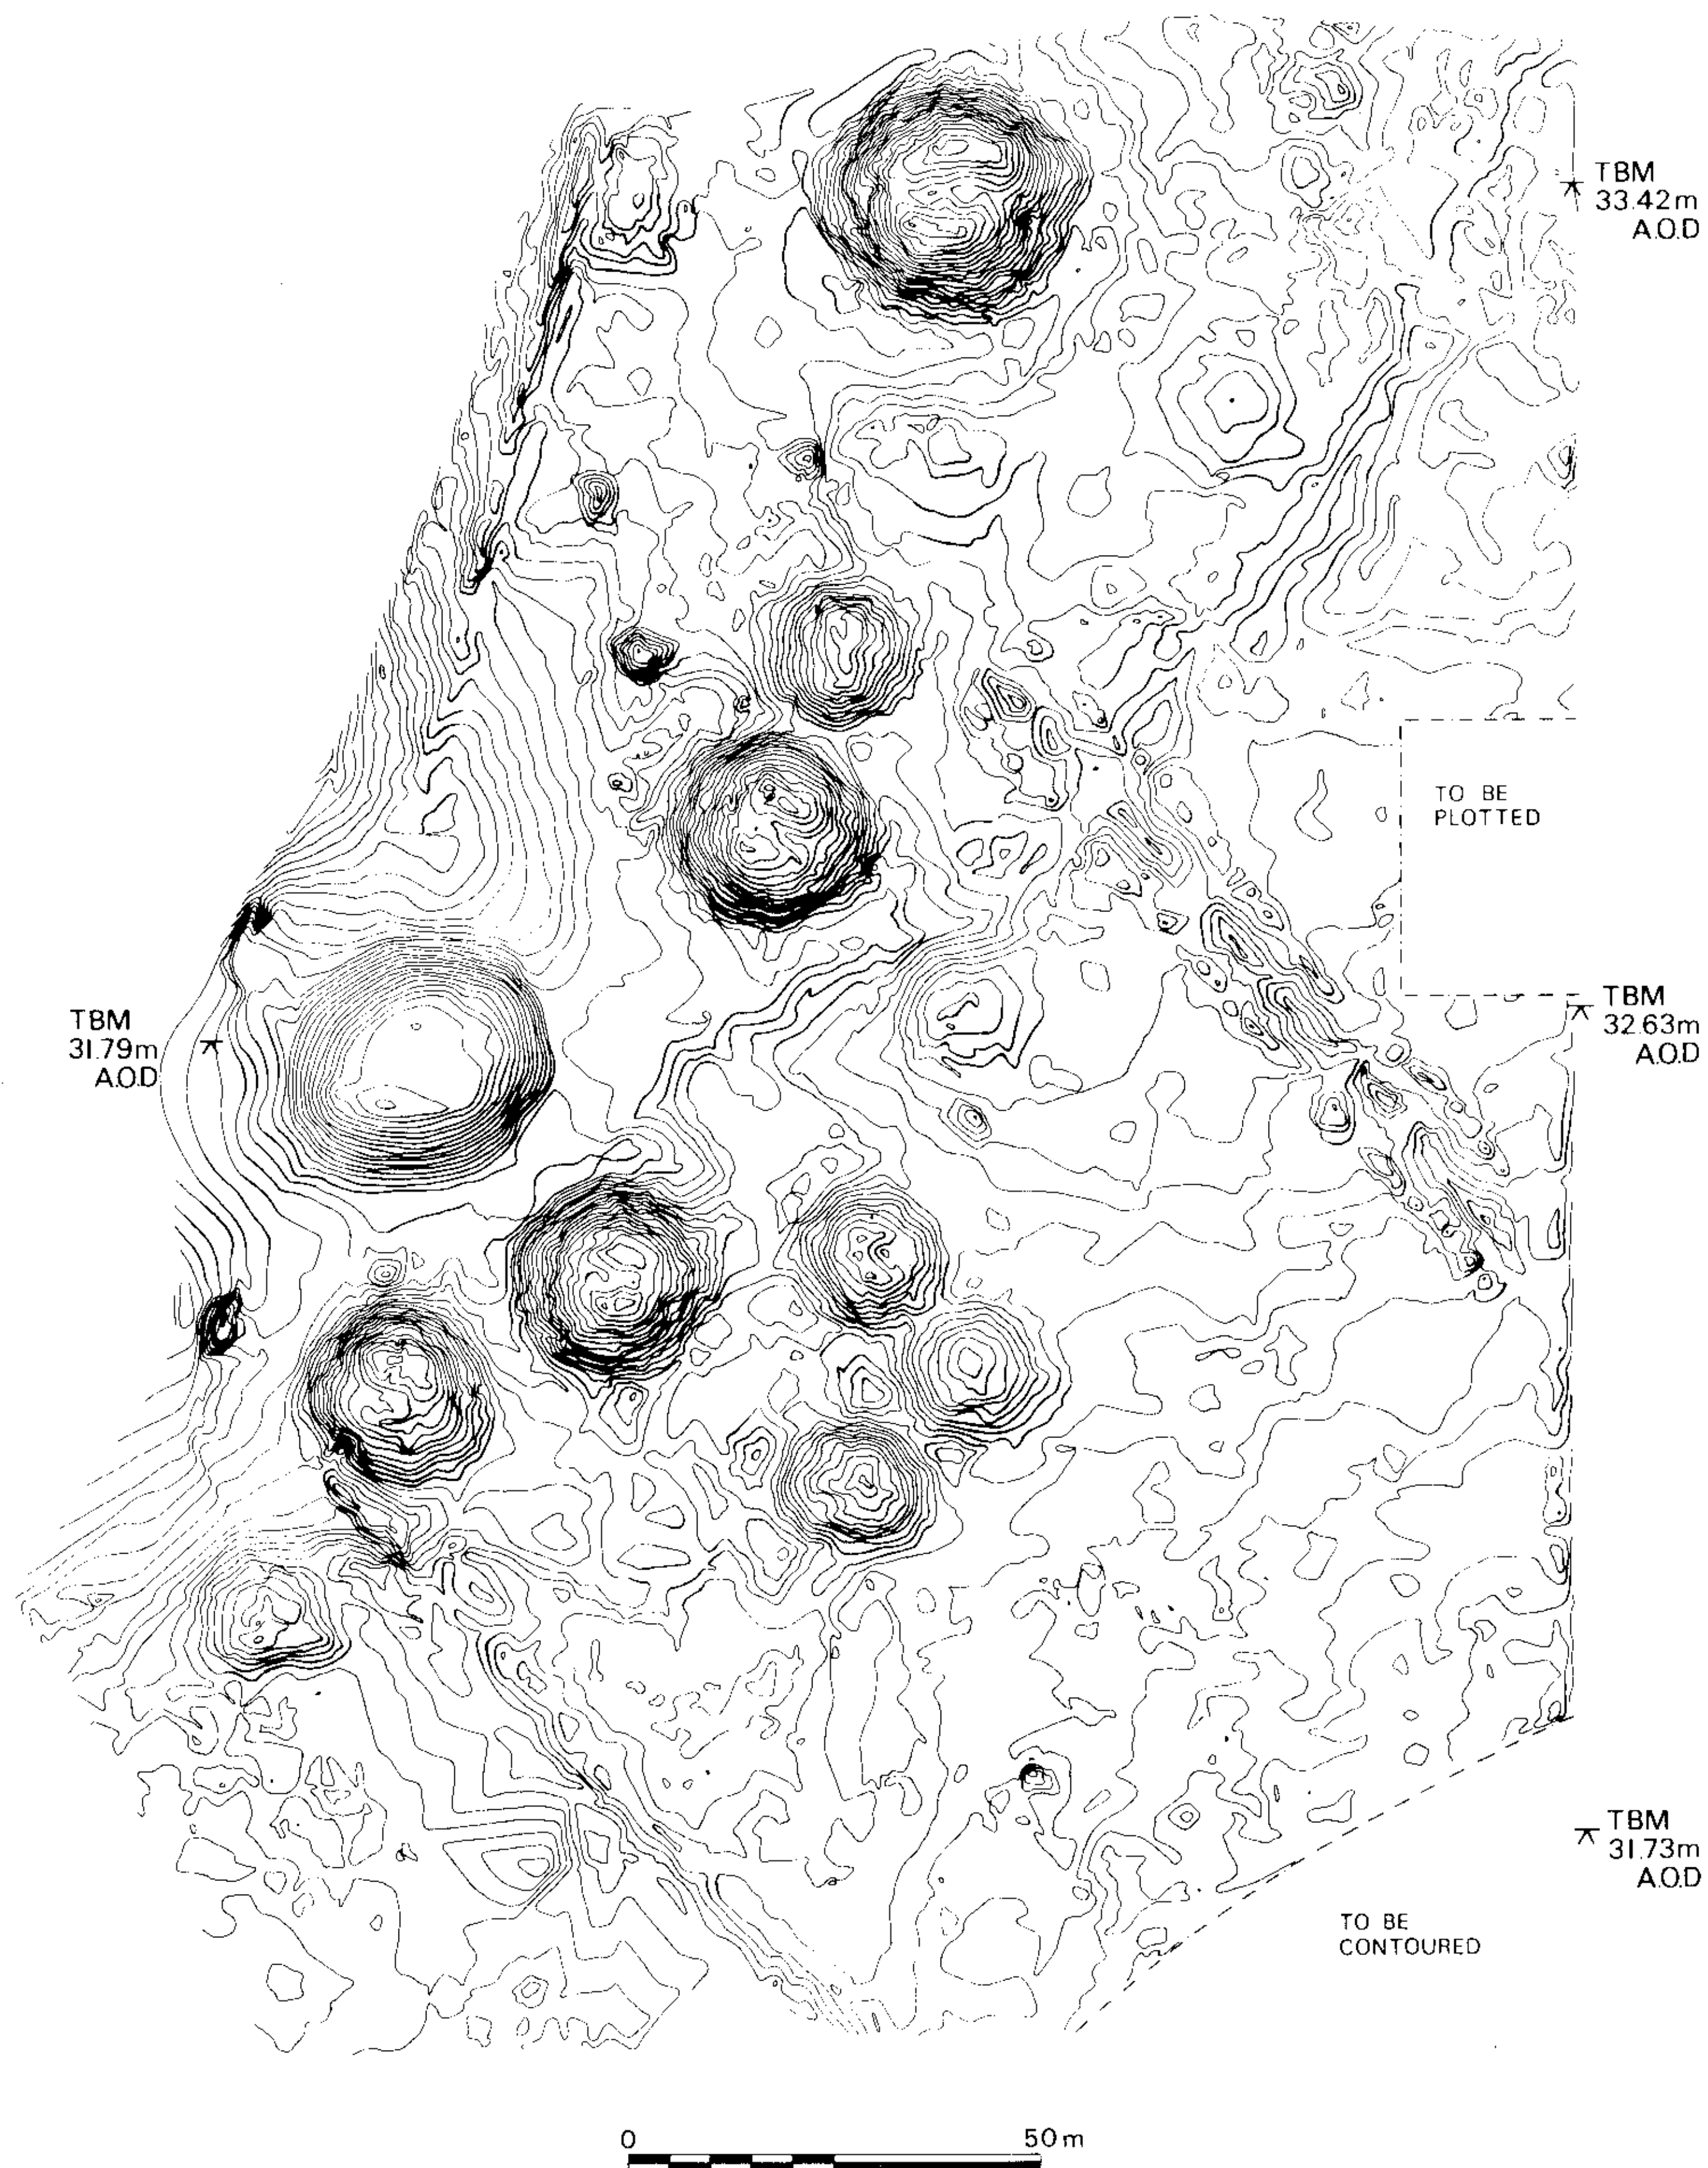 TBM
33.42m
A.O.D
TO BE
PLOTTED
TBM
31.79m
A.O.D
TBM
32.63m
A.O.D
TBM
31.73m
A.O.D
TO BE
CONTOURED
0 50m